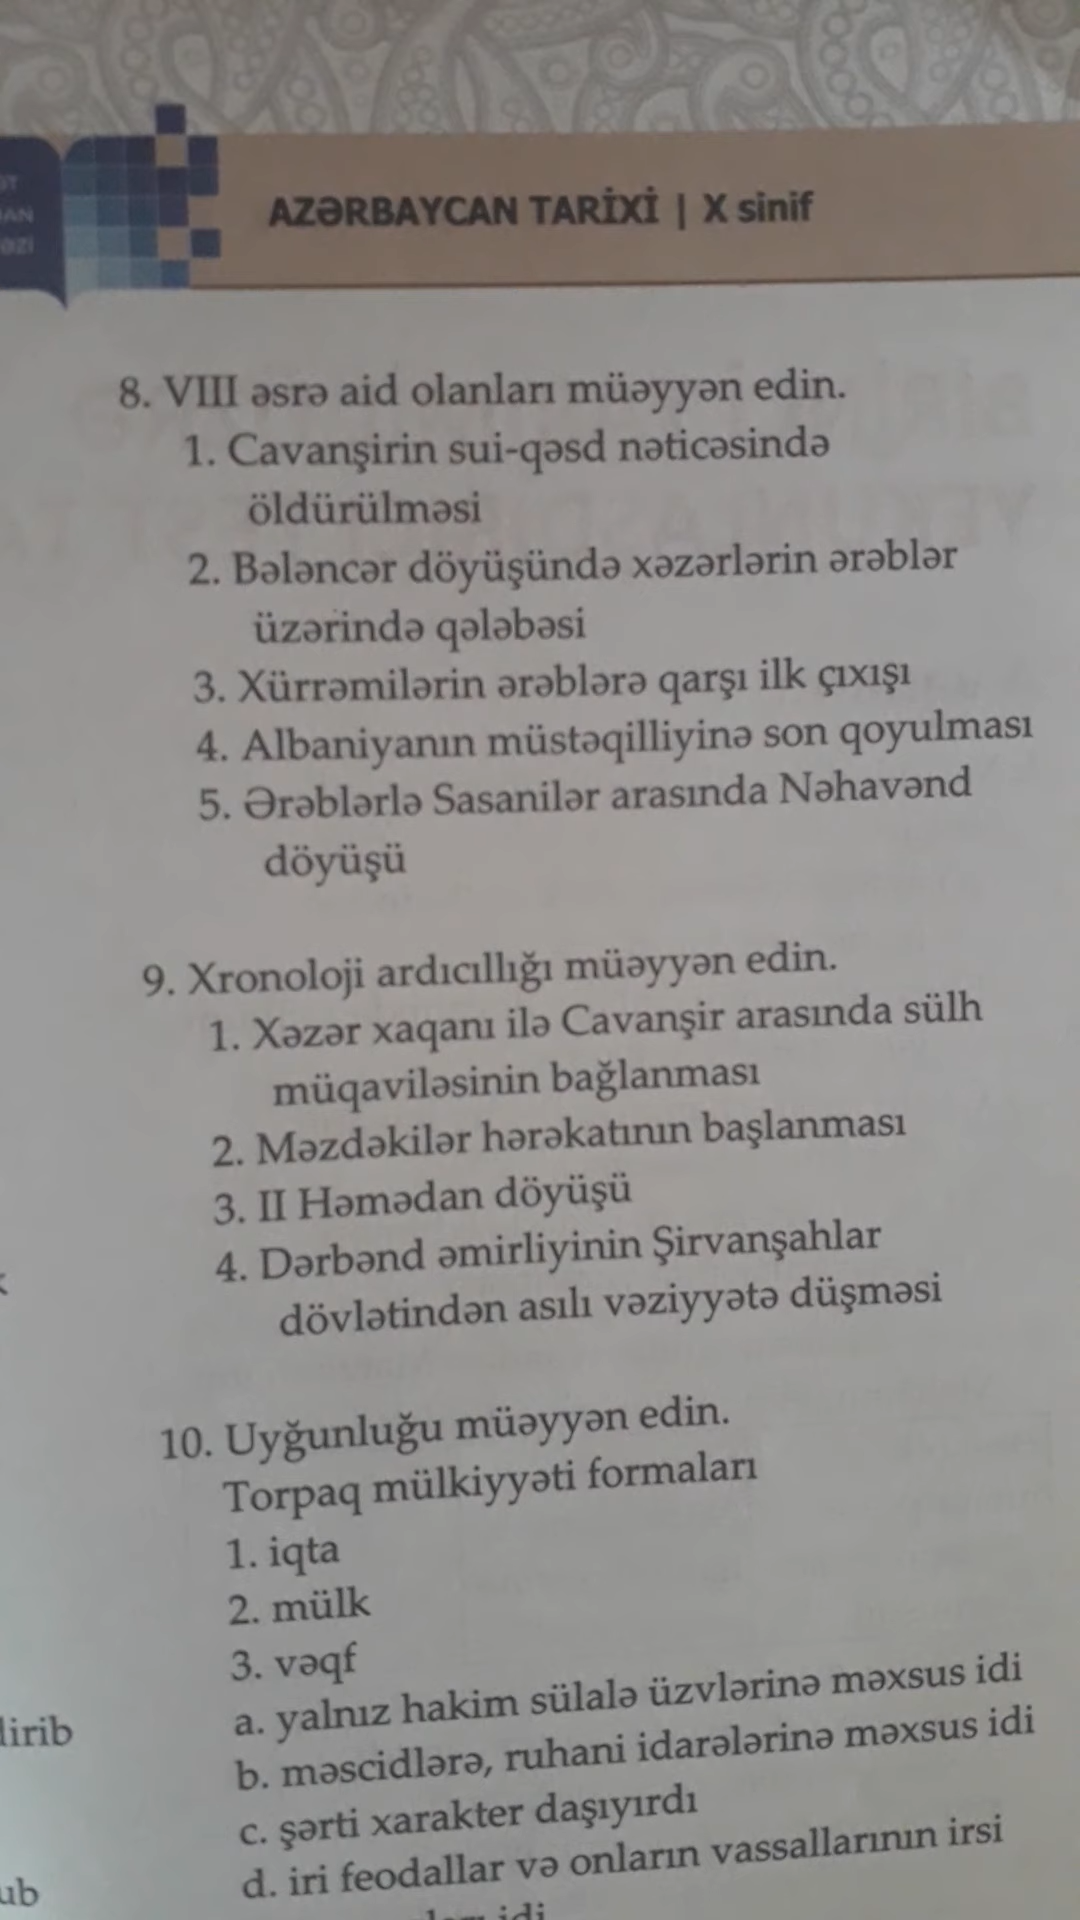 AZƏRBAYCAN TARİXİ | X sinif
8. VIII əsrə aid olanları müəyyən edin.
1. Cavanşirin sui-qəsd nəticəsində
öldürülməsi
2. Bələncər döyüşündə xəzərlərin ərəblər
üzərində qələbəsi
3. Xürrəmilərin ərəblərə qarşı ilk çıxışı
4. Albaniyanın müstəqilliyinə son qoyulması
5. Ərəblərlə Sasanilər arasında Nəhavənd
döyüşü
9. Xronoloji ardıcıllığı müəyyən edin.
1. Xəzər xaqanı ilə Cavanşir arasında sülh
müqaviləsinin bağlanması
2. Məzdəkilər hərəkatının başlanması
3. II Həmədan döyüşü
4. Dərbənd əmirliyinin Şirvanşahlar
dövlətindən asılı vəziyyətə düşməsi
10. Uyğunluğu müəyyən edin.
Torpaq mülkiyyəti formaları
1. iqta
2. mülk
3. vəqf
a. yalnız hakim sülalə üzvlərinə məxsus idi
b. məscidlərə, ruhani idarələrinə məxsus idi
c. şərti xarakter daşıyırdı
d. iri feodallar və onların vassallarının irsi
idi